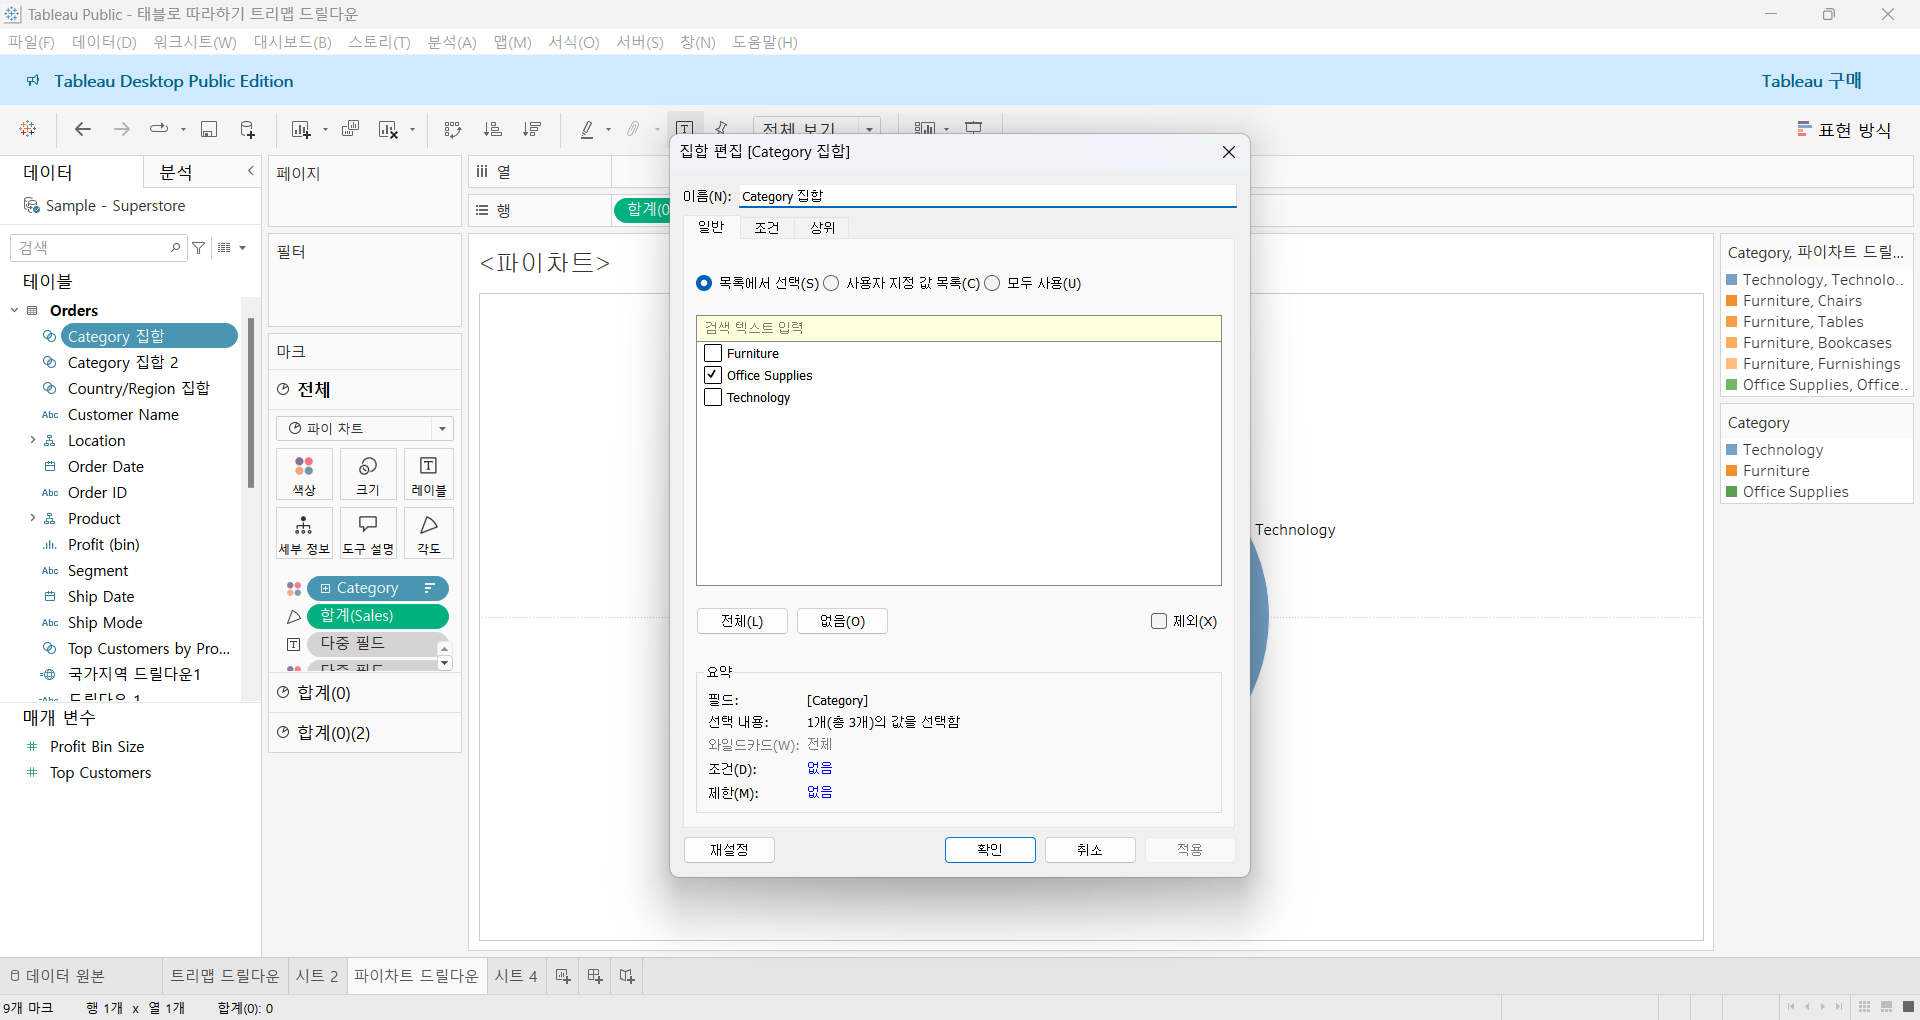 Tableau Public - 태블로 따라하기 트리맵 드릴다운
파일(F) 데이터(D) 워크시트(W) 대시보드(B) 스토리(T) 분석(A) 맵(M) 서식(O) 서버(S) 창(N) 도움말(H)
Tableau Desktop Public Edition
Tableau 구매
전체 보기
표현 방식
데이터
분석
Sample - Superstore
검색
테이블
Orders
Category 집합
Category 집합 2
Country/Region 집합
Abc Customer Name
Location
Order Date
Abc Order ID
Product
Profit (bin)
Abc Segment
Ship Date
Abc Ship Mode
Top Customers by Pro...
국가지역 드릴다운1
드릴다운 1
매개 변수
Profit Bin Size
Top Customers
페이지
필터
마크
전체
파이 차트
색상
크기
레이블
세부 정보
도구 설명
각도
Category
합계(Sales)
다중 필드
다중 필드
합계(0)
합계(0)(2)
열
행
합계(0
<파이차트>
Technology
집합 편집 [Category 집합]
이름(N): Category 집합
일반
조건
상위
목록에서 선택(S)
사용자 지정 값 목록(C)
모두 사용(U)
검색 텍스트 입력
Furniture
Office Supplies
Technology
전체(L)
없음(O)
제외(X)
요약
필드: [Category]
선택 내용: 1개(총 3개)의 값을 선택함
와일드카드(W): 전체
조건(D): 없음
제한(M): 없음
재설정
확인
취소
적용
Category, 파이차트 드릴...
Technology, Technolo..
Furniture, Chairs
Furniture, Tables
Furniture, Bookcases
Furniture, Furnishings
Office Supplies, Office..
Category
Technology
Furniture
Office Supplies
데이터 원본
트리맵 드릴다운
시트 2
파이차트 드릴다운
시트 4
9개 마크
행 1개 x 열 1개
합계(0): 0